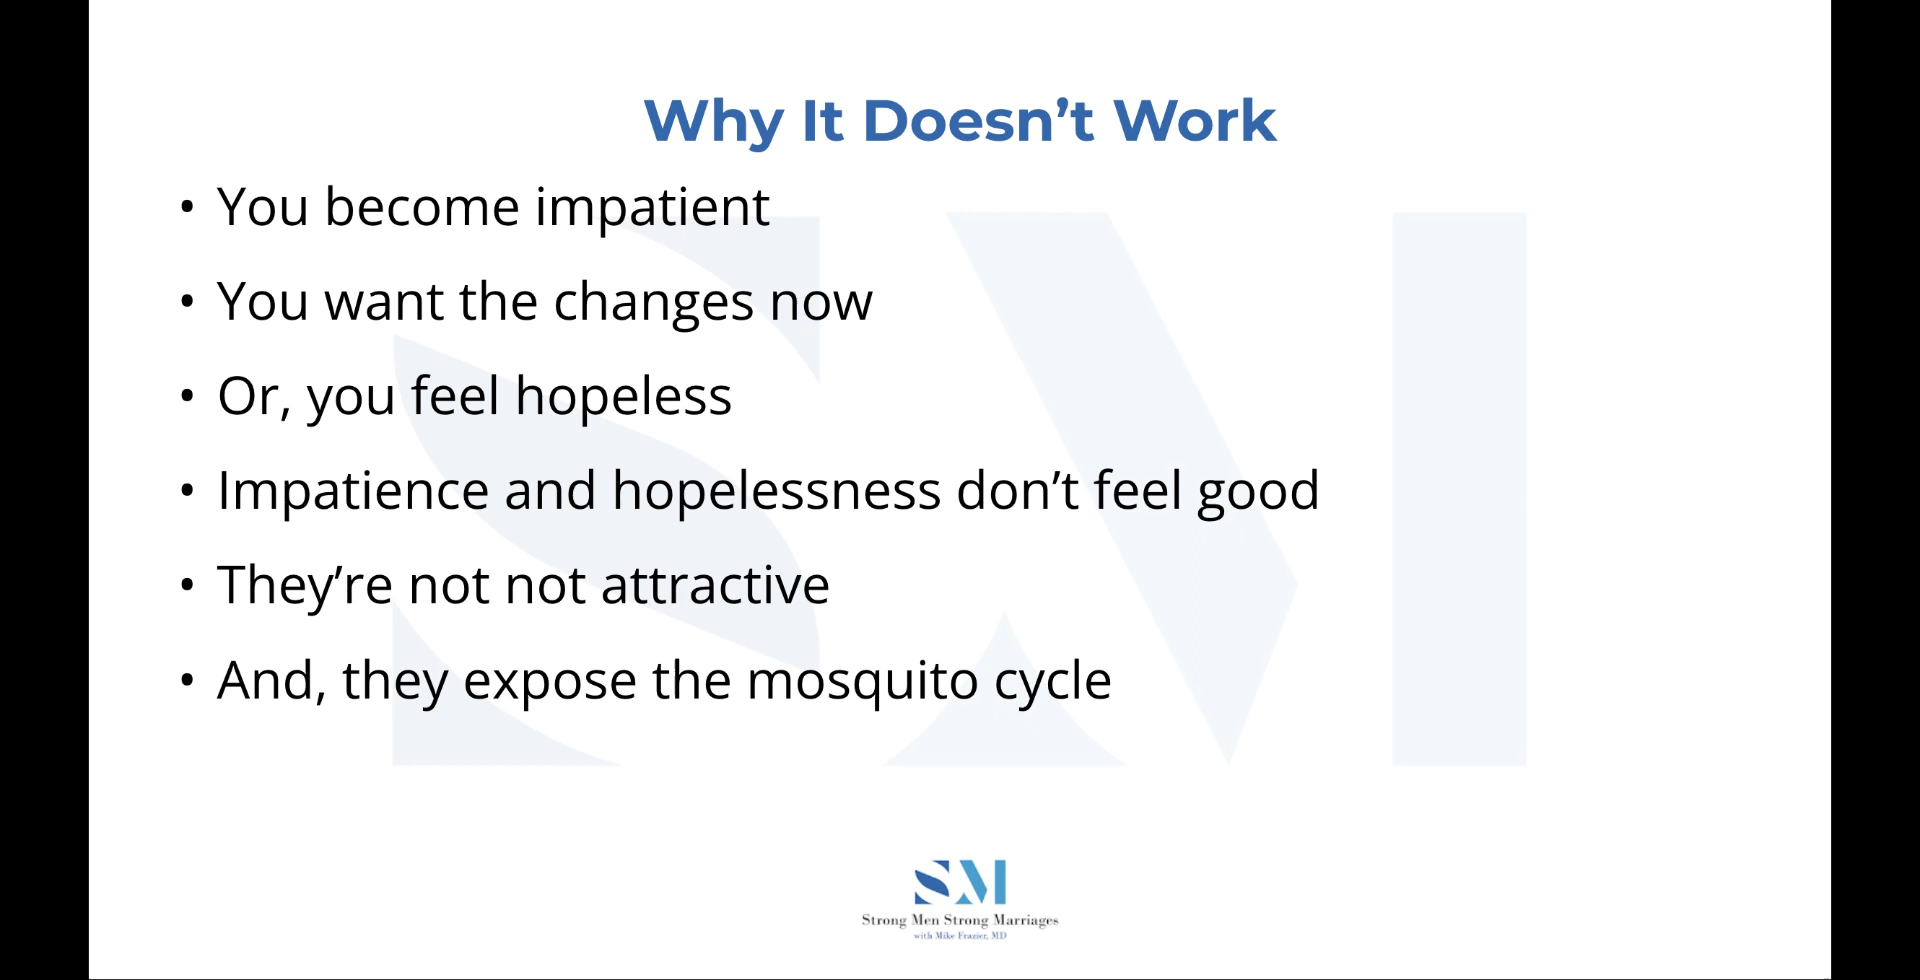 Why It Doesn’t Work
• You become impatient
• You want the changes now
• Or, you feel hopeless
• Impatience and hopelessness don’t feel good
• They’re not not attractive
• And, they expose the mosquito cycle
SM
Strong Men Strong Marriages
with Mike Frazier, MD